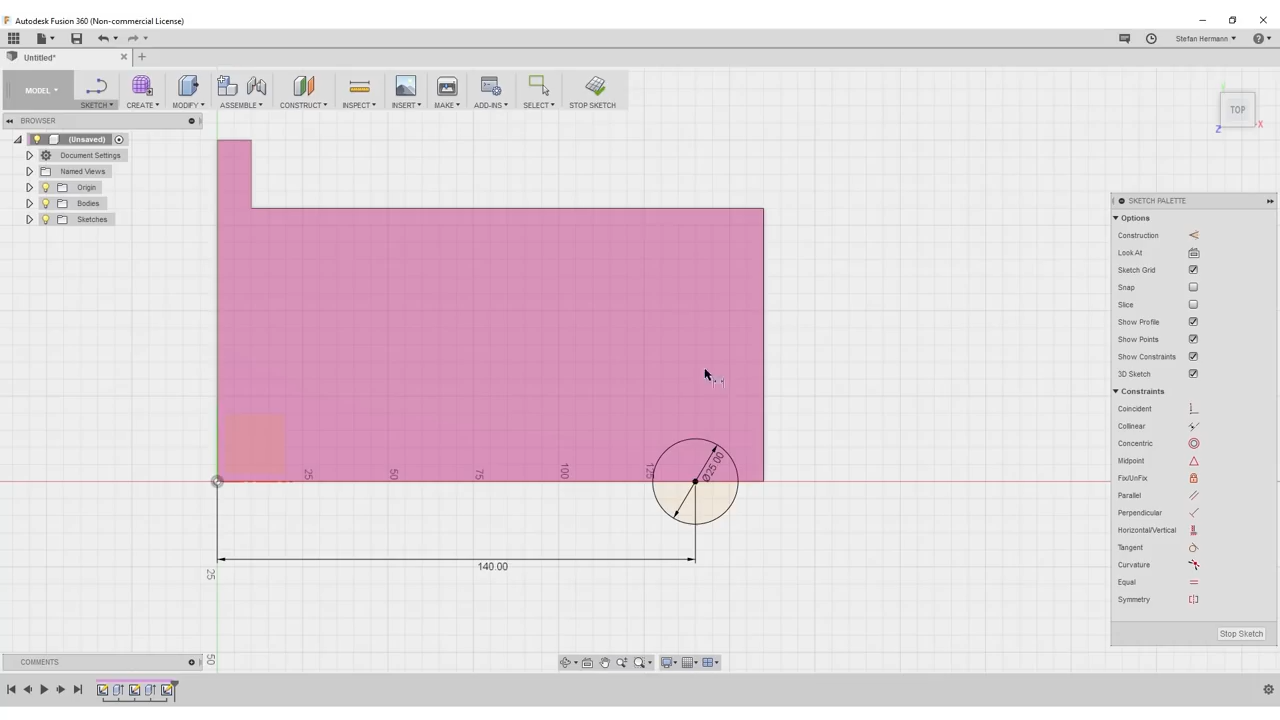 Autodesk Fusion 360 (Non-commercial License)
Stefan Hermann
Untitled*
MODEL
SKETCH
CREATE
MODIFY
ASSEMBLE
CONSTRUCT
INSPECT
INSERT
MAKE
ADD-INS
SELECT
STOP SKETCH
BROWSER
(Unsaved)
Document Settings
Named Views
Origin
Bodies
Sketches
TOP
X
Z
SKETCH PALETTE
Options
Construction
Look At
Sketch Grid
Snap
Slice
Show Profile
Show Points
Show Constraints
3D Sketch
Constraints
Coincident
Collinear
Concentric
Midpoint
Fix/UnFix
Parallel
Perpendicular
Horizontal/Vertical
Tangent
Curvature
Equal
Symmetry
Stop Sketch
25
50
75
100
125
Ø25.00
140.00
25
50
COMMENTS